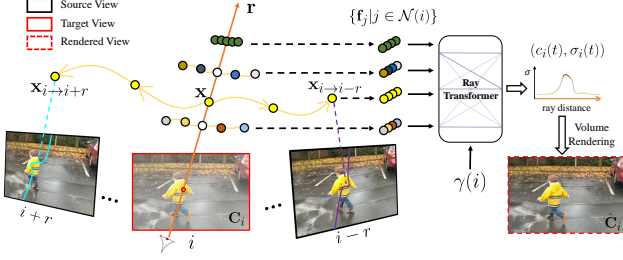 Source View
Target View
Rendered View
r
{f_j|j ∈ N(i)}
(c_i(t), σ_i(t))
x_{i→i+r}
x
x_{i→i−r}
Ray
Transformer
σ
ray distance
Volume
Rendering
γ(i)
i + r
C_i
i
i − r
Ĉ_i